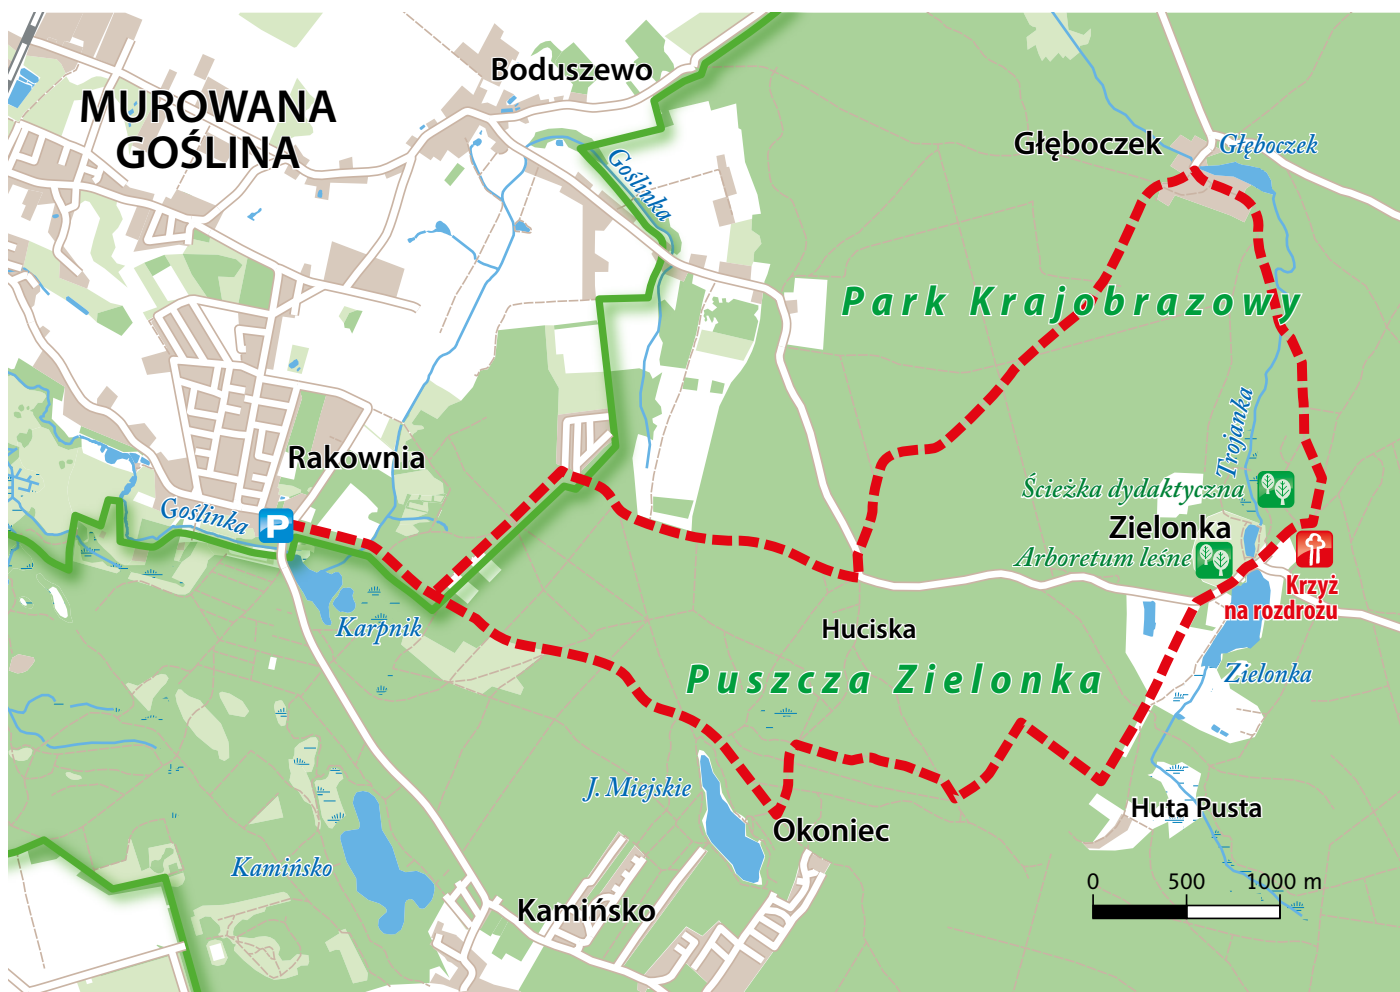 Boduszewo
MUROWANA
GOŚLINA
Głęboczek
Głęboczek
Goślinka
Park Krajobrazowy
Trojanka
Rakownia
Ścieżka dydaktyczna
Goślinka
P
Zielonka
Arboretum leśne
Krzyż
na rozdrożu
Karpnik
Huciska
Puszcza Zielonka
Zielonka
J. Miejskie
Huta Pusta
Okoniec
Kamińsko
0 500 1000 m
Kamińsko